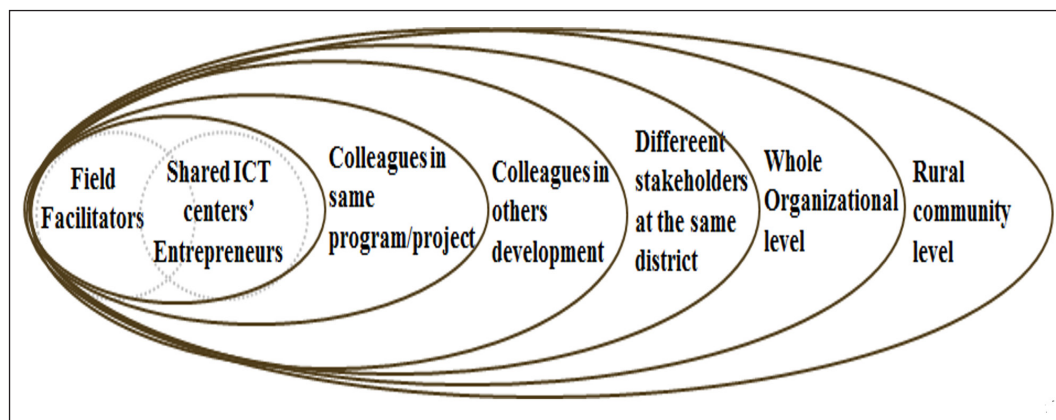 Field
Facilitators
Shared ICT
centers’
Entrepreneurs
Colleagues in
same
program/project
Colleagues in
others
development
Differeent
stakeholders
at the same
district
Whole
Organizational
level
Rural
community
level